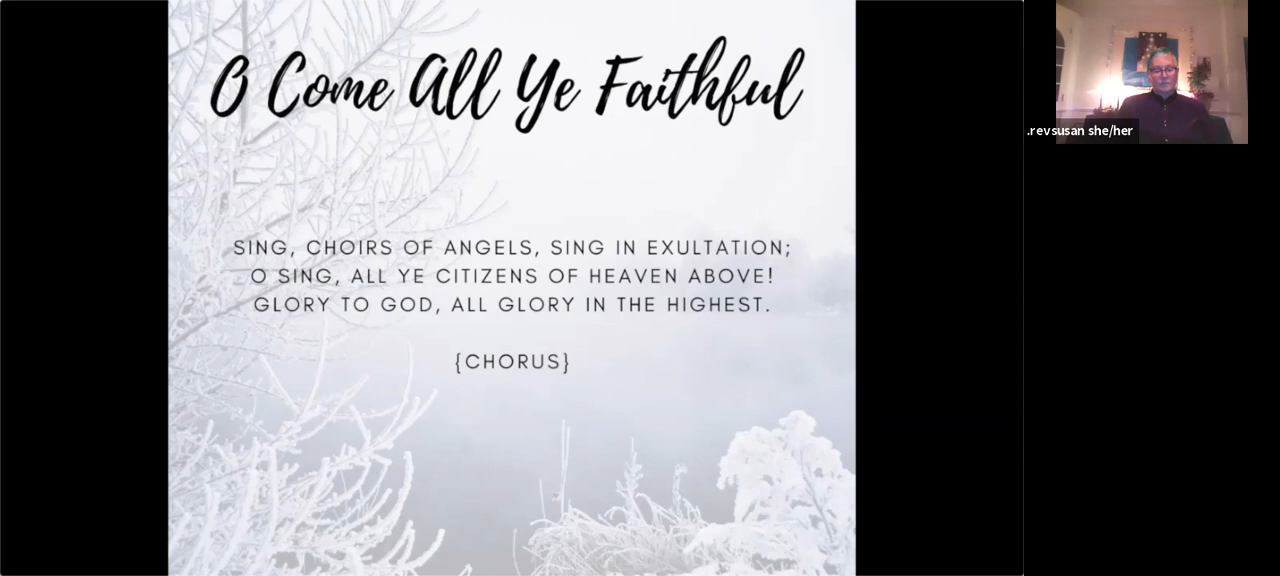 O Come All Ye Faithful
SING, CHOIRS OF ANGELS, SING IN EXULTATION;
O SING, ALL YE CITIZENS OF HEAVEN ABOVE!
GLORY TO GOD, ALL GLORY IN THE HIGHEST.
{CHORUS}
.revsusan she/her